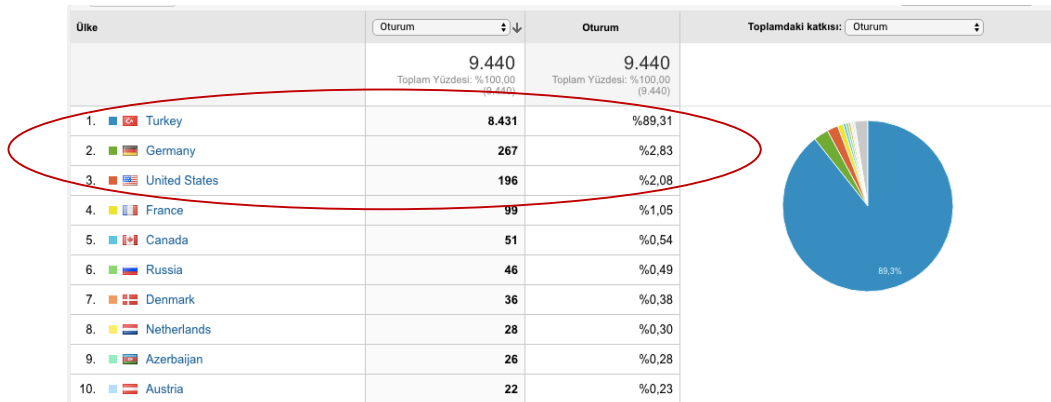 Ülke Oturum Oturum Toplamdaki katkısı: Oturum
9.440 9.440
Toplam Yüzdesi: %100,00 Toplam Yüzdesi: %100,00
(9.440) (9.440)
1. Turkey 8.431 %89,31
2. Germany 267 %2,83
3. United States 196 %2,08
4. France 99 %1,05
5. Canada 51 %0,54
6. Russia 46 %0,49
7. Denmark 36 %0,38
8. Netherlands 28 %0,30
9. Azerbaijan 26 %0,28
10. Austria 22 %0,23
89,3%